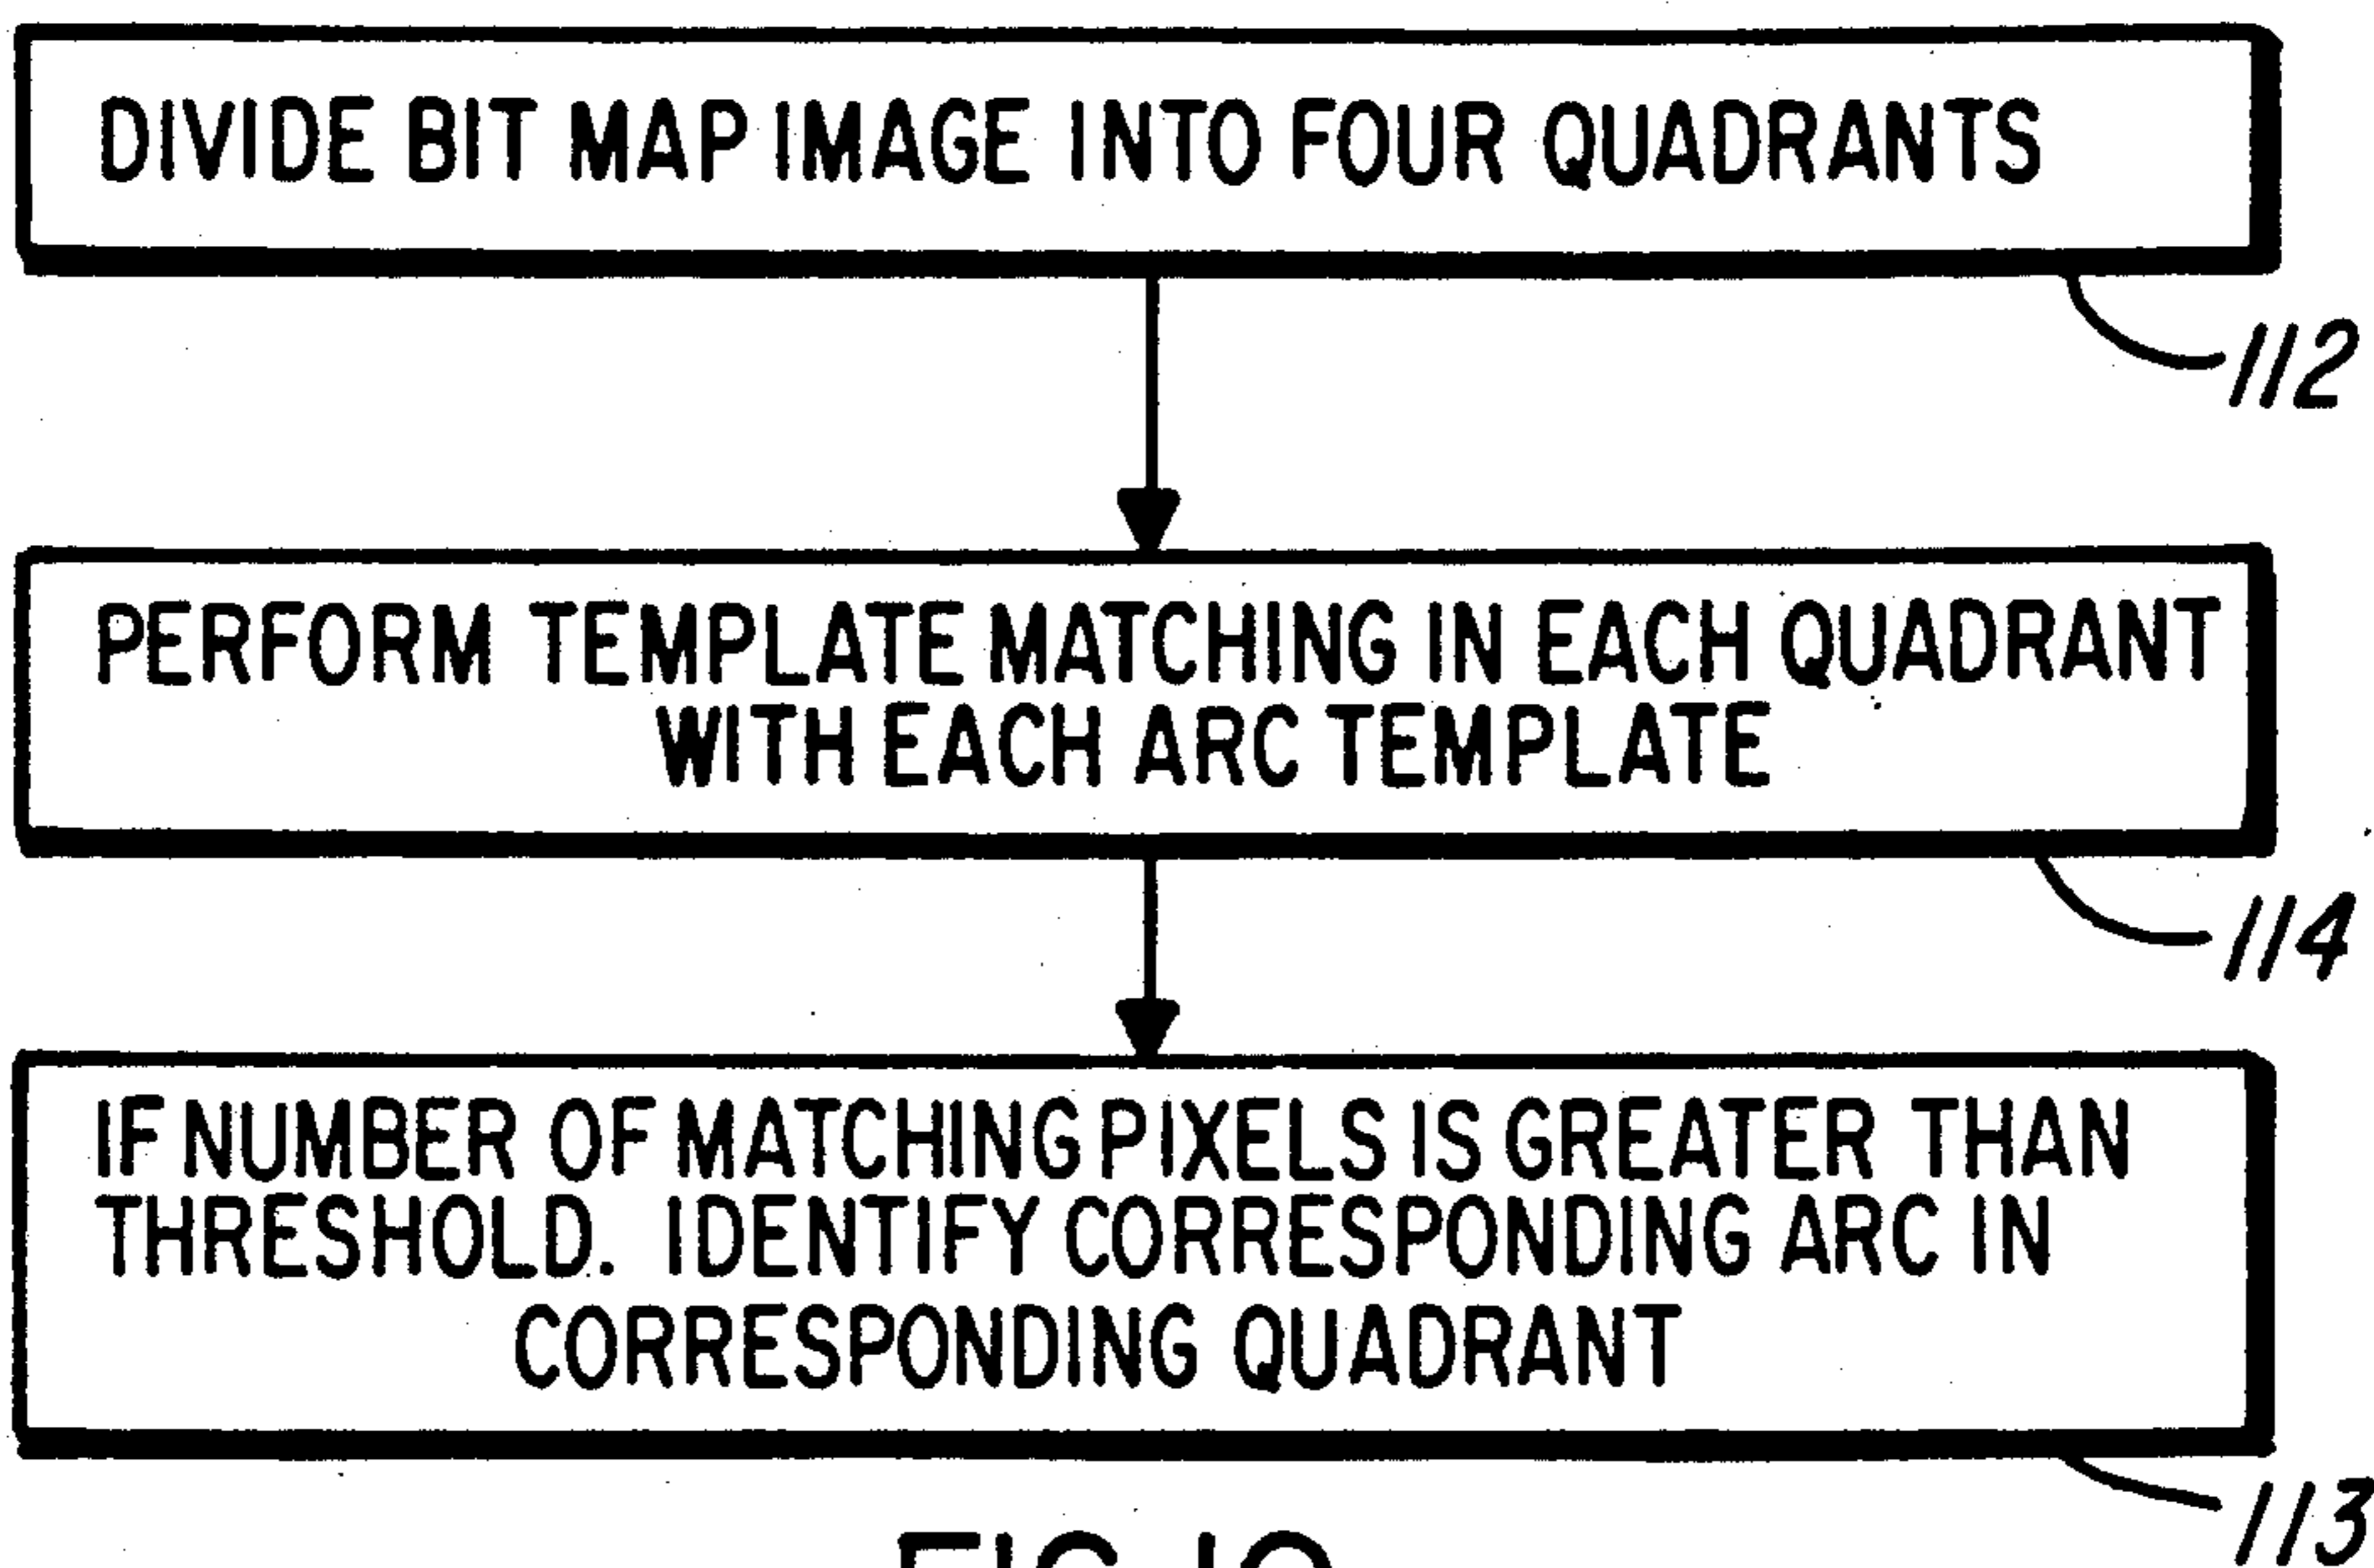 DIVIDE BIT MAP IMAGE INTO FOUR QUADRANTS
112
PERFORM TEMPLATE MATCHING IN EACH QUADRANT
WITH EACH ARC TEMPLATE
114
IF NUMBER OF MATCHING PIXELS IS GREATER THAN
THRESHOLD. IDENTIFY CORRESPONDING ARC IN
CORRESPONDING QUADRANT
113